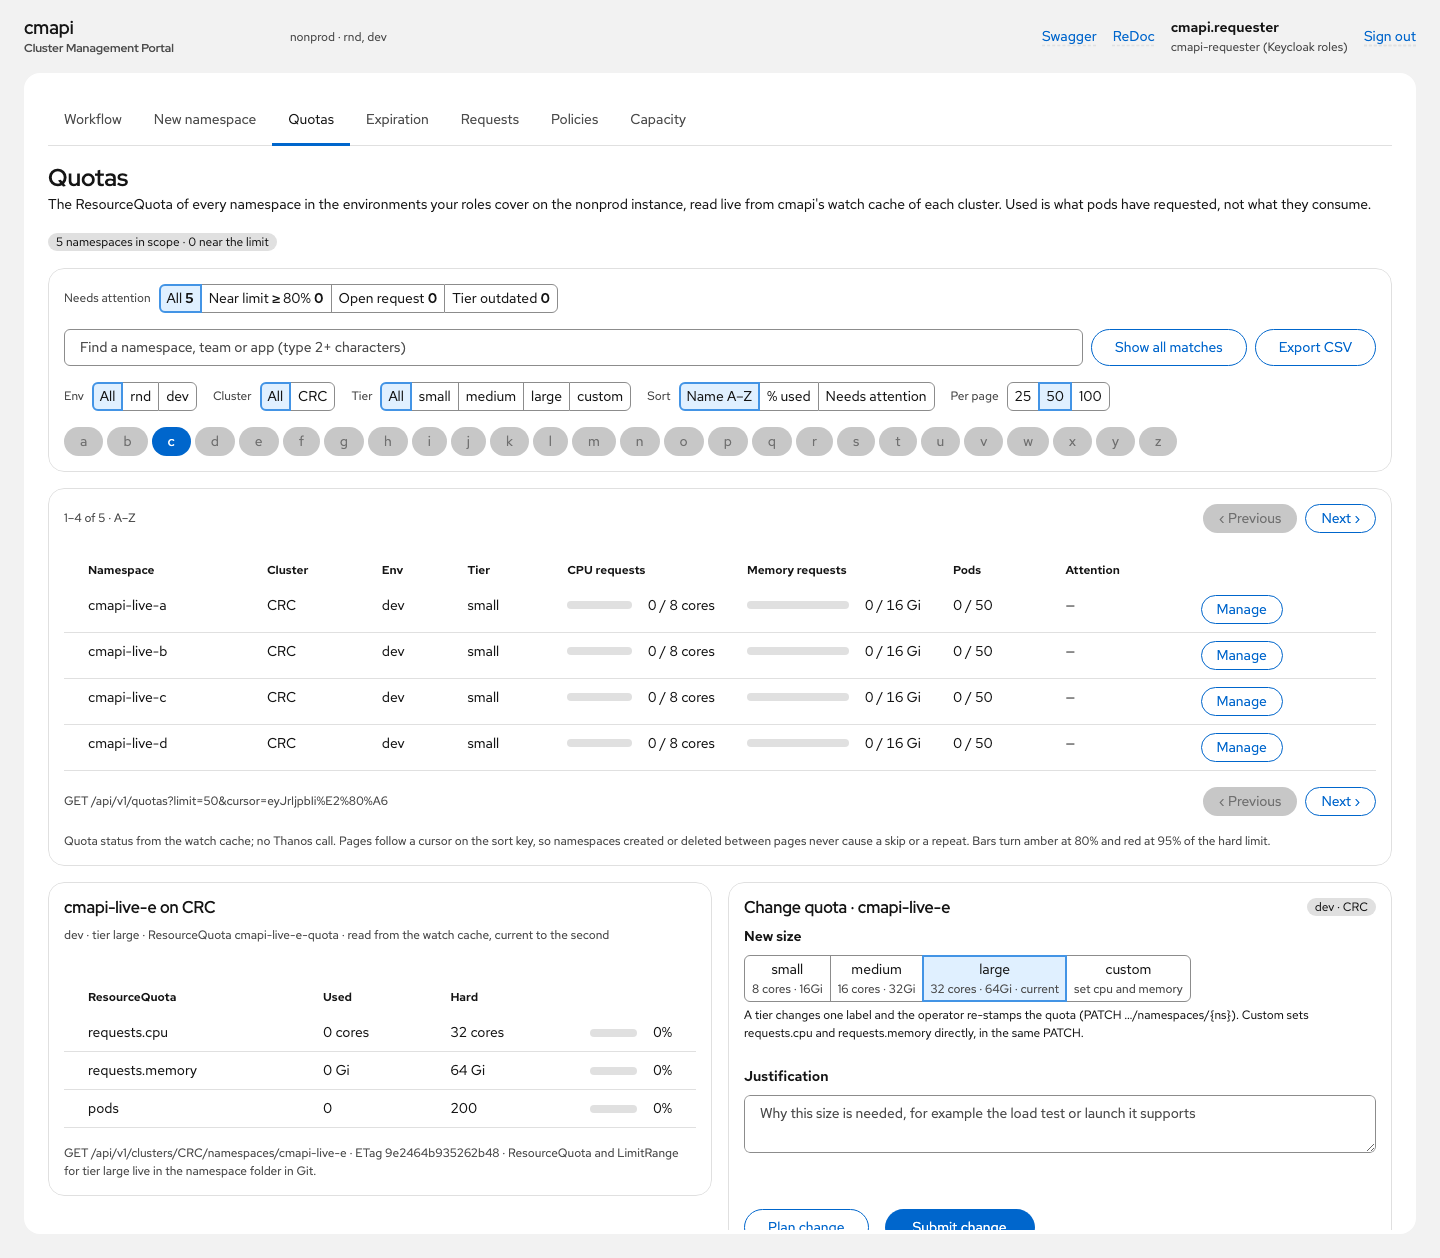 cmapi
Cluster Management Portal
nonprod · rnd, dev
Swagger
ReDoc
cmapi.requester
cmapi-requester (Keycloak roles)
Sign out
Workflow
New namespace
Quotas
Expiration
Requests
Policies
Capacity
Quotas
The ResourceQuota of every namespace in the environments your roles cover on the nonprod instance, read live from cmapi's watch cache of each cluster. Used is what pods have requested, not what they consume.
5 namespaces in scope · 0 near the limit
Needs attention All 5 Near limit ≥ 80% 0 Open request 0 Tier outdated 0
Find a namespace, team or app (type 2+ characters) Show all matches Export CSV
Env All rnd dev Cluster All CRC Tier All small medium large custom Sort Name A–Z % used Needs attention Per page 25 50 100
a b c d e f g h i j k l m n o p q r s t u v w x y z
1–4 of 5 · A–Z ‹ Previous Next ›
Namespace Cluster Env Tier CPU requests Memory requests Pods Attention
cmapi-live-a CRC dev small 0 / 8 cores 0 / 16 Gi 0 / 50 – Manage
cmapi-live-b CRC dev small 0 / 8 cores 0 / 16 Gi 0 / 50 – Manage
cmapi-live-c CRC dev small 0 / 8 cores 0 / 16 Gi 0 / 50 – Manage
cmapi-live-d CRC dev small 0 / 8 cores 0 / 16 Gi 0 / 50 – Manage
GET /api/v1/quotas?limit=50&cursor=eyJrIjpbIi%E2%80%A6 ‹ Previous Next ›
Quota status from the watch cache; no Thanos call. Pages follow a cursor on the sort key, so namespaces created or deleted between pages never cause a skip or a repeat. Bars turn amber at 80% and red at 95% of the hard limit.
cmapi-live-e on CRC
dev · tier large · ResourceQuota cmapi-live-e-quota · read from the watch cache, current to the second
ResourceQuota Used Hard
requests.cpu 0 cores 32 cores 0%
requests.memory 0 Gi 64 Gi 0%
pods 0 200 0%
GET /api/v1/clusters/CRC/namespaces/cmapi-live-e · ETag 9e2464b935262b48 · ResourceQuota and LimitRange
for tier large live in the namespace folder in Git.
Change quota · cmapi-live-e dev · CRC
New size
small medium large custom
8 cores · 16Gi 16 cores · 32Gi 32 cores · 64Gi · current set cpu and memory
A tier changes one label and the operator re-stamps the quota (PATCH …/namespaces/{ns}). Custom sets
requests.cpu and requests.memory directly, in the same PATCH.
Justification
Why this size is needed, for example the load test or launch it supports
Plan change Submit change